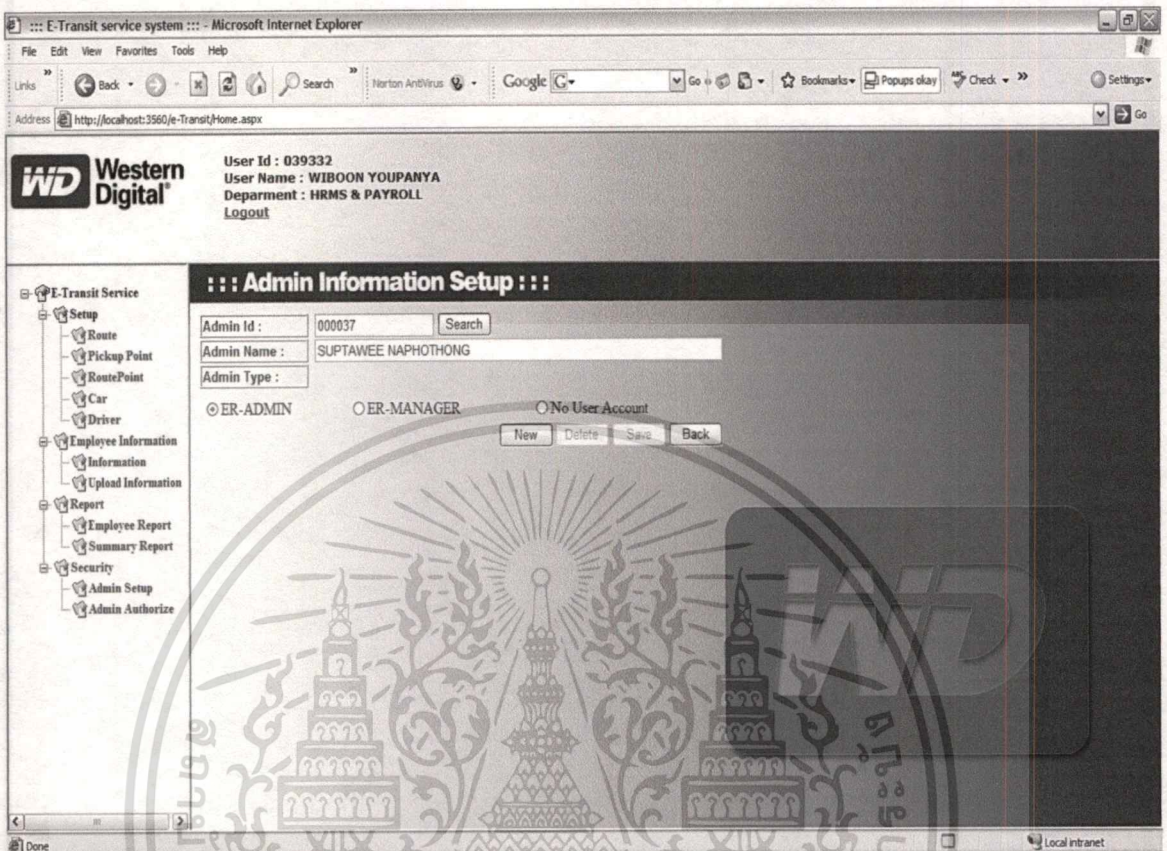 ::: E-Transit service system ::: - Microsoft Internet Explorer
File Edit View Favorites Tools Help
Links » Back Search » Norton AntiVirus Google G Go Bookmarks Popups okay Check » Settings
Address http://localhost:3560/e-Transit/Home.aspx Go
WD Western Digital®
User Id : 039332
User Name : WIBOON YOUPANYA
Deparment : HRMS & PAYROLL
Logout
E-Transit Service
Setup
Route
Pickup Point
RoutePoint
Car
Driver
Employee Information
Information
Upload Information
Report
Employee Report
Summary Report
Security
Admin Setup
Admin Authorize
::: Admin Information Setup :::
Admin Id : 000037 Search
Admin Name : SUPTAWEE NAPHOTHONG
Admin Type :
ER-ADMIN ER-MANAGER No User Account
New Delete Save Back
WD
Done Local intranet